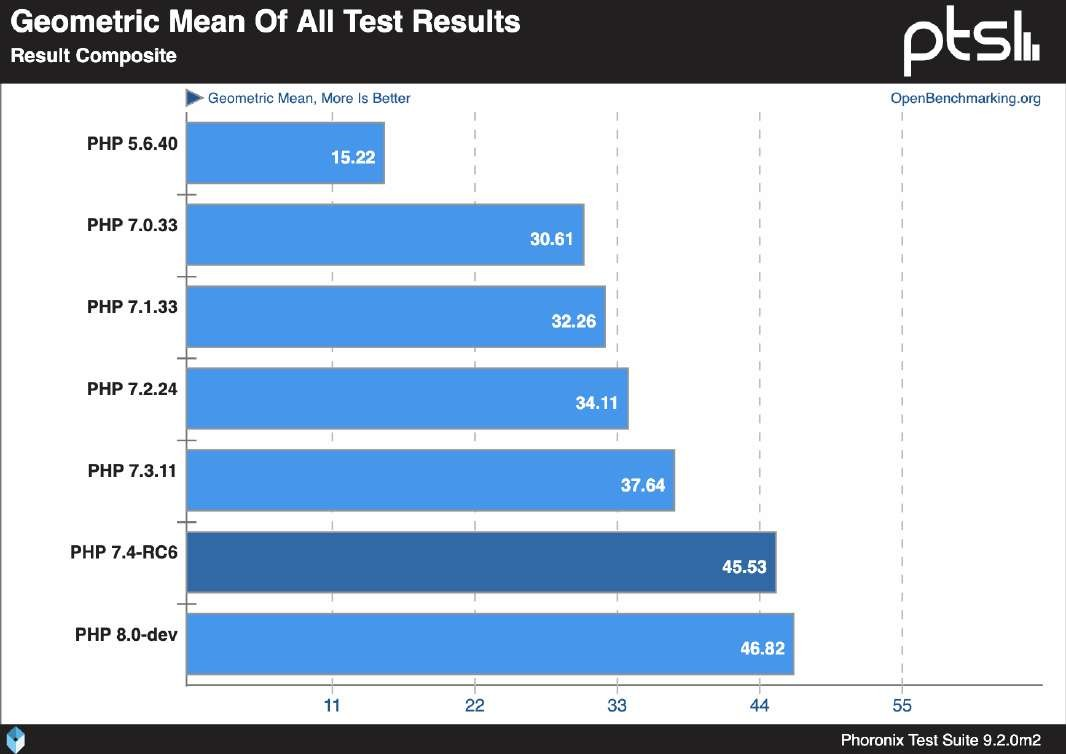 Geometric Mean Of All Test Results
Result Composite
ptsl
Geometric Mean, More Is Better
OpenBenchmarking.org
PHP 5.6.40
15.22
PHP 7.0.33
30.61
PHP 7.1.33
32.26
PHP 7.2.24
34.11
PHP 7.3.11
37.64
PHP 7.4-RC6
45.53
PHP 8.0-dev
46.82
11 22 33 44 55
Phoronix Test Suite 9.2.0m2